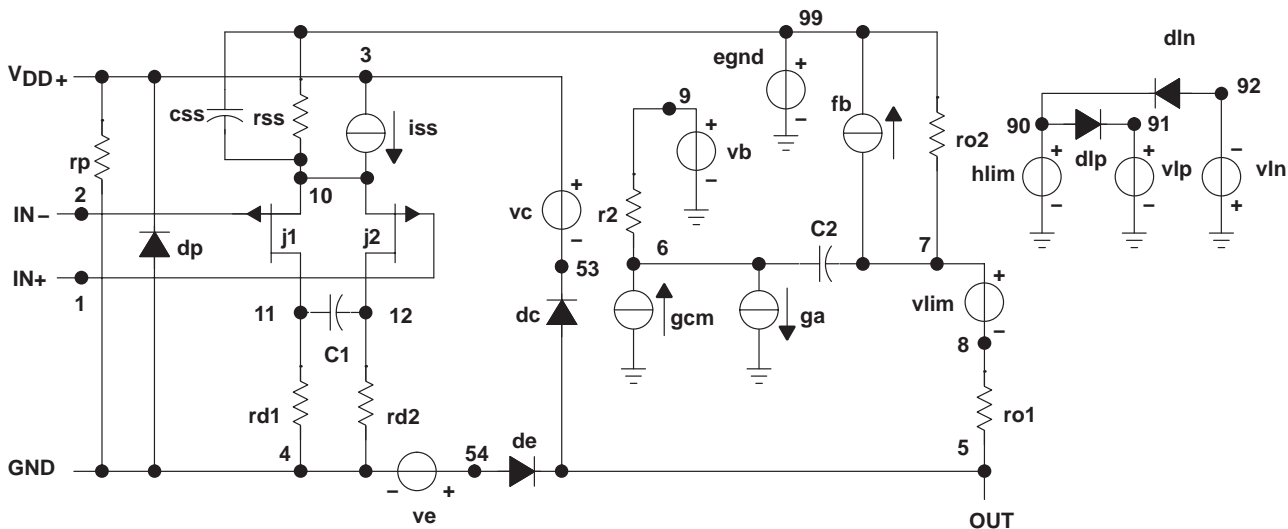 99
dln
3
egnd
V DD+
+
–
92
9
fb
css
rss
iss
+
–
vb
90
91
rp
ro2
dlp
+
–
hlim
+
–
vlp
–
+
vln
10
2
IN –
r2
+
vc
–
j1
j2
C2
dp
6
7
IN+
53
1
+
vlim
–
11
12
dc
gcm
ga
8
C1
rd1
rd2
ro1
de
5
GND
4
54
–
+
ve
OUT